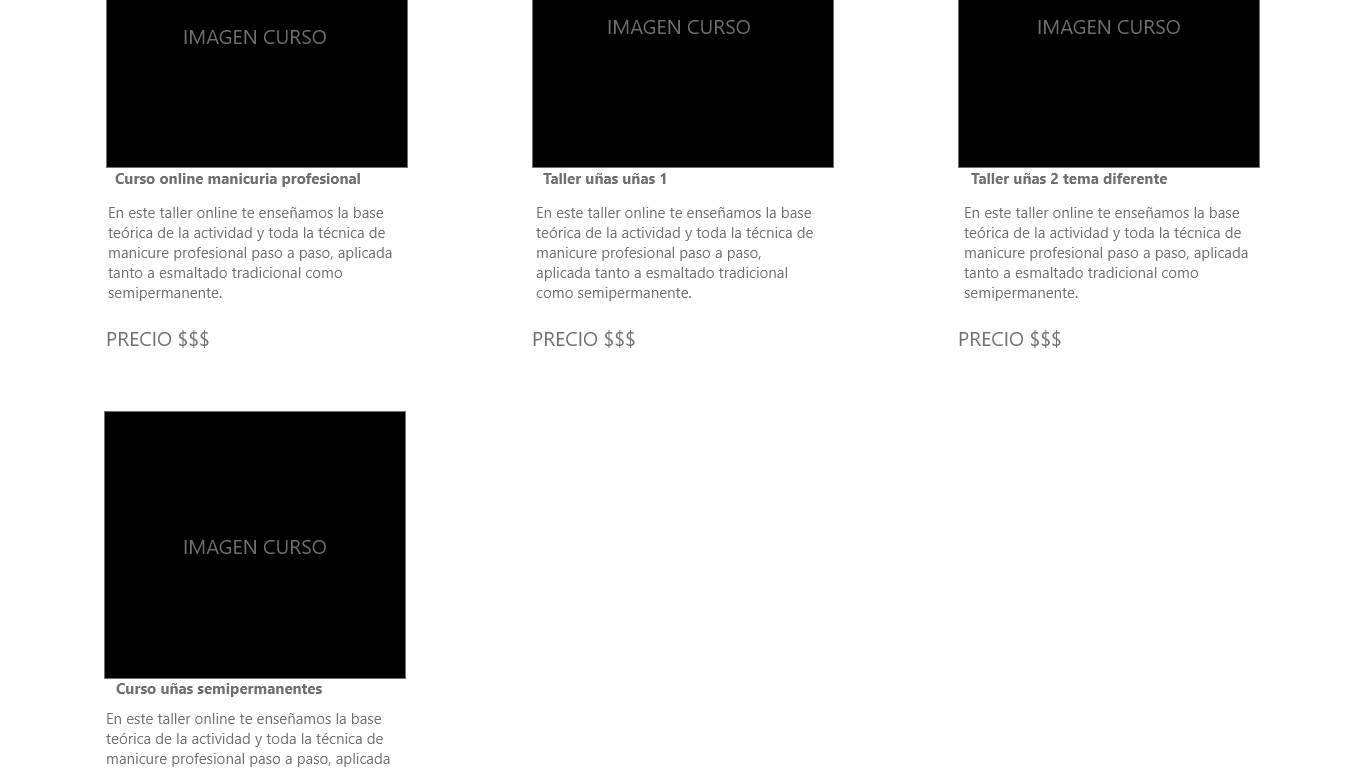 IMAGEN CURSO
Curso online manicuria profesional
En este taller online te enseñamos la base
teórica de la actividad y toda la técnica de
manicure profesional paso a paso, aplicada
tanto a esmaltado tradicional como
semipermanente.
PRECIO $$$
IMAGEN CURSO
Taller uñas uñas 1
En este taller online te enseñamos la base
teórica de la actividad y toda la técnica de
manicure profesional paso a paso,
aplicada tanto a esmaltado tradicional
como semipermanente.
PRECIO $$$
IMAGEN CURSO
Taller uñas 2 tema diferente
En este taller online te enseñamos la base
teórica de la actividad y toda la técnica de
manicure profesional paso a paso, aplicada
tanto a esmaltado tradicional como
semipermanente.
PRECIO $$$
IMAGEN CURSO
Curso uñas semipermanentes
En este taller online te enseñamos la base
teórica de la actividad y toda la técnica de
manicure profesional paso a paso, aplicada